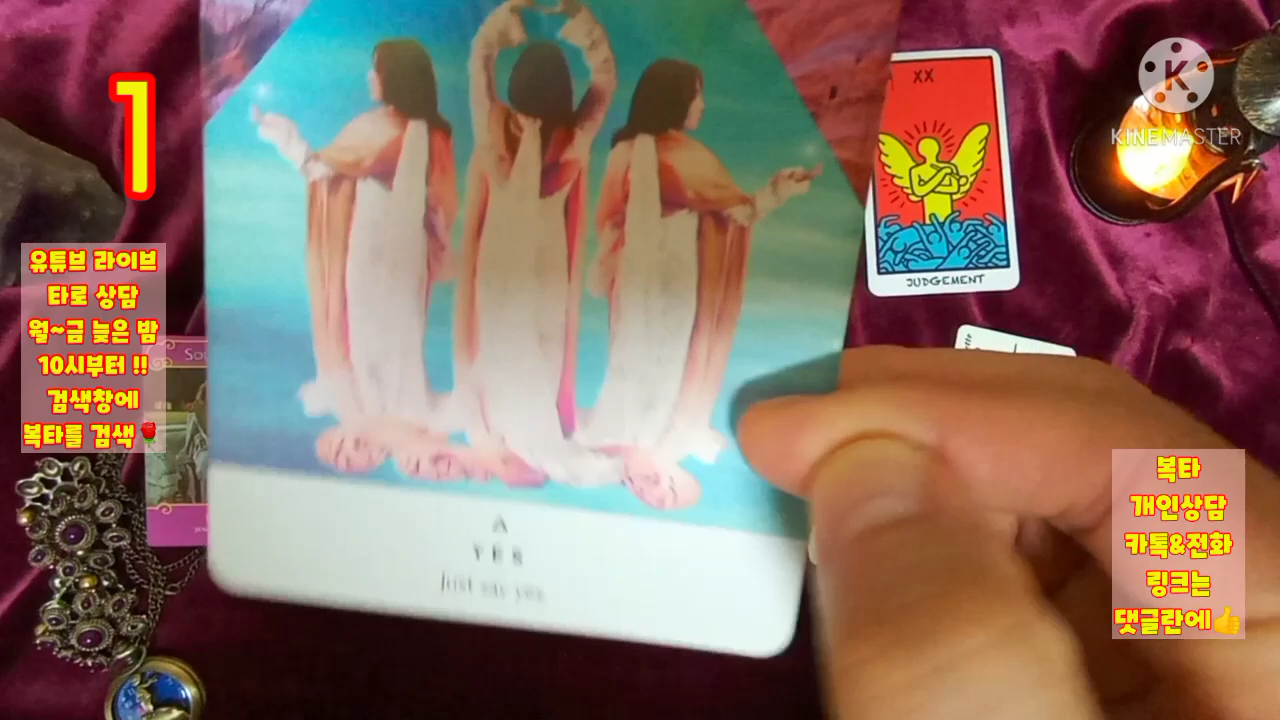 1
유튜브 라이브
타로 상담
월~금 늦은 밤
10시부터 !!
검색창에
복타를 검색🌹
YES
Just say yes.
XX
JUDGEMENT
KINEMASTER
복타
개인상담
카톡&전화
링크는
댓글란에👍